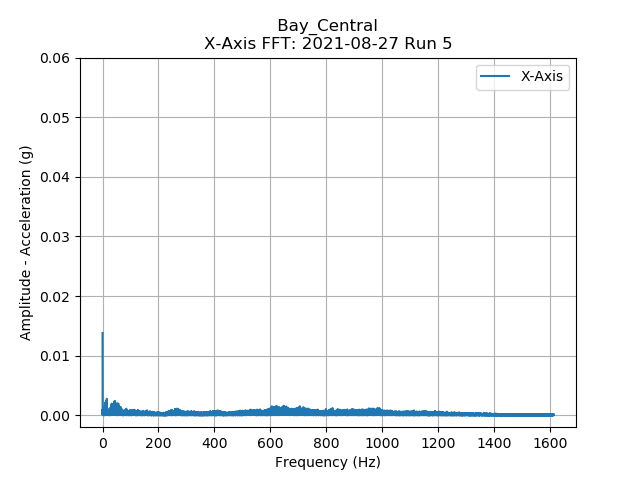 Bay_Central
X-Axis FFT: 2021-08-27 Run 5
X-Axis
0.06
0.05
0.04
0.03
0.02
0.01
0.00
Amplitude - Acceleration (g)
0 200 400 600 800 1000 1200 1400 1600
Frequency (Hz)